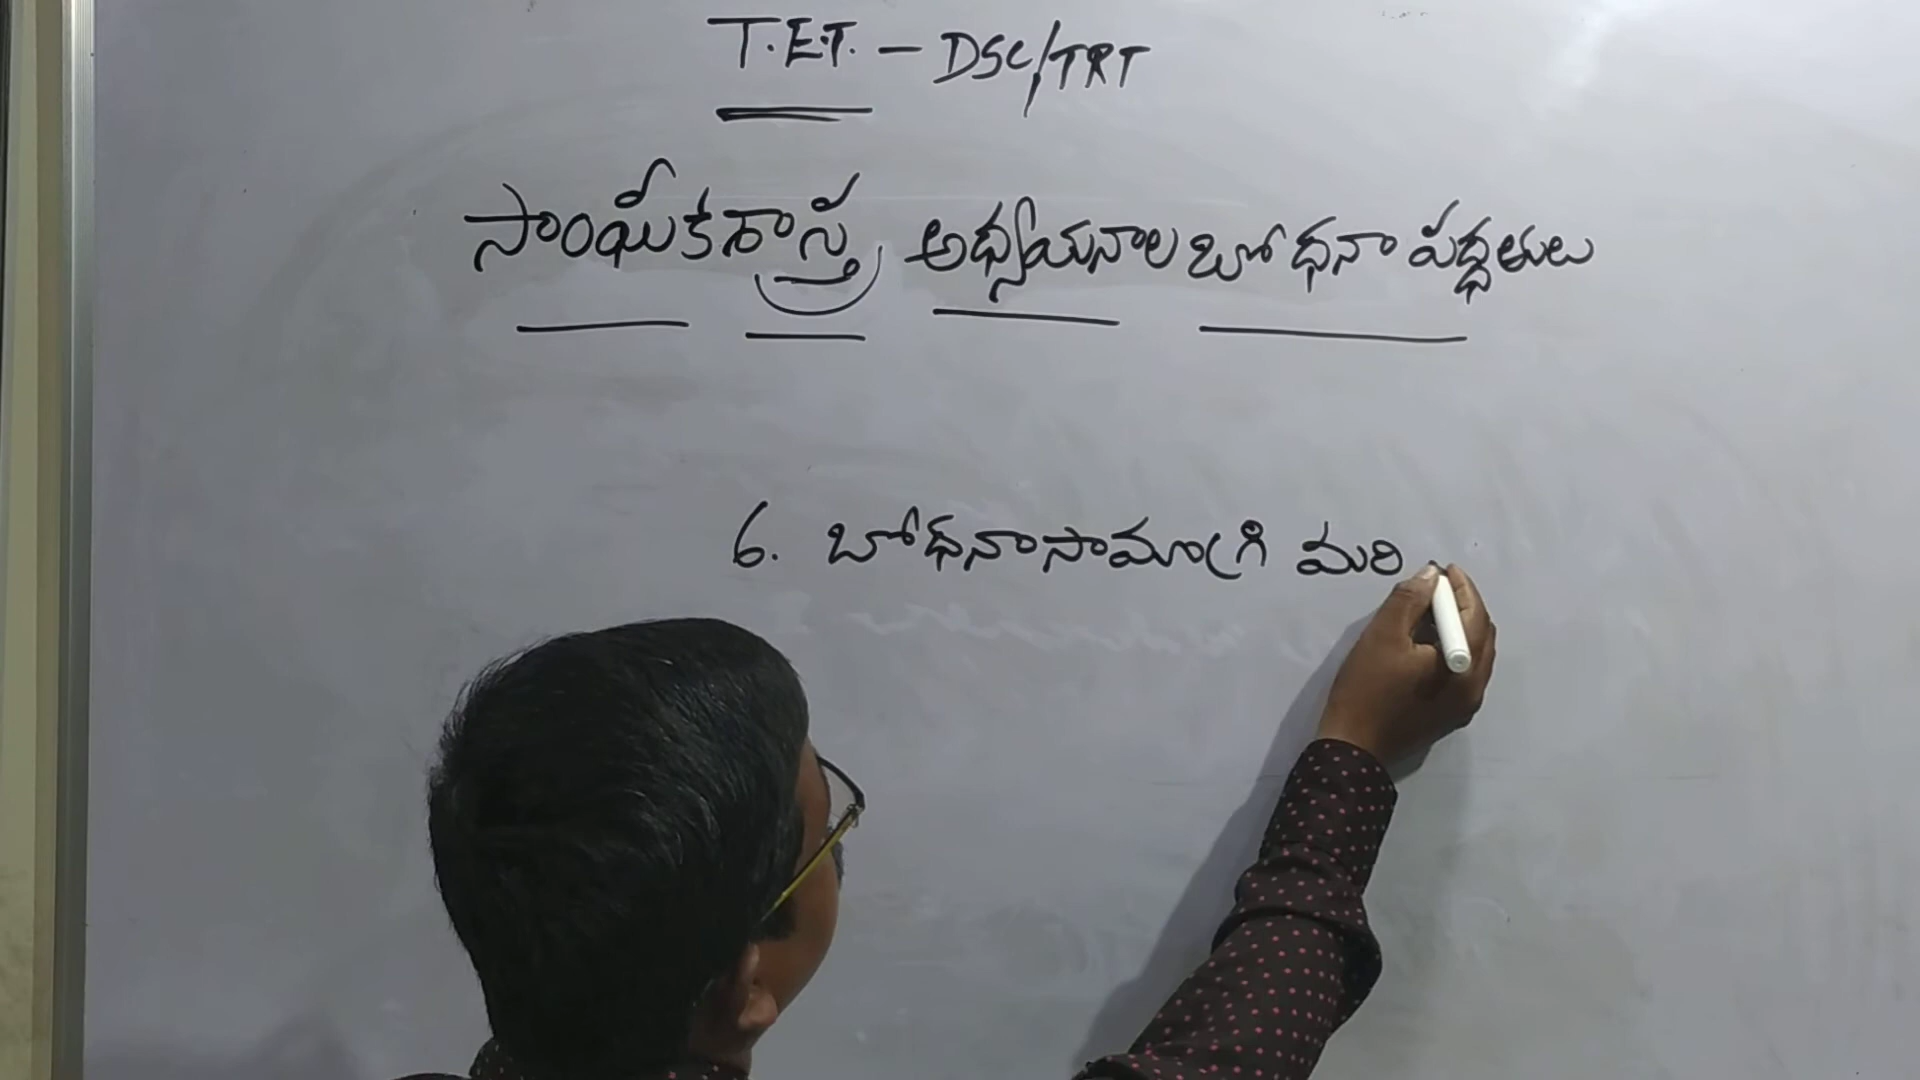 T.E.T. - DSC/TRT
సాంఘీకశాస్త్ర అధ్యయనాల బోధనా పద్ధతులు
6. బోధనాసామాగ్రి మరి